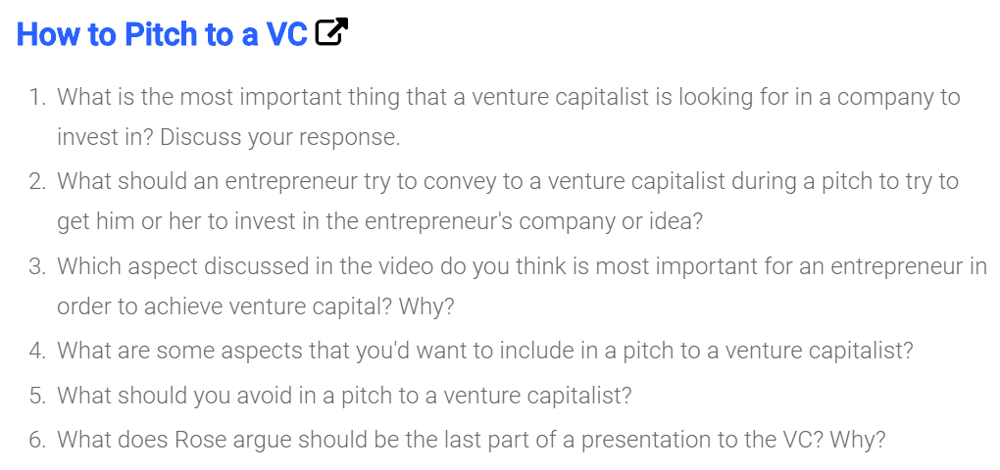 How to Pitch to a VC
1. What is the most important thing that a venture capitalist is looking for in a company to
invest in? Discuss your response.
2. What should an entrepreneur try to convey to a venture capitalist during a pitch to try to
get him or her to invest in the entrepreneur's company or idea?
3. Which aspect discussed in the video do you think is most important for an entrepreneur in
order to achieve venture capital? Why?
4. What are some aspects that you'd want to include in a pitch to a venture capitalist?
5. What should you avoid in a pitch to a venture capitalist?
6. What does Rose argue should be the last part of a presentation to the VC? Why?